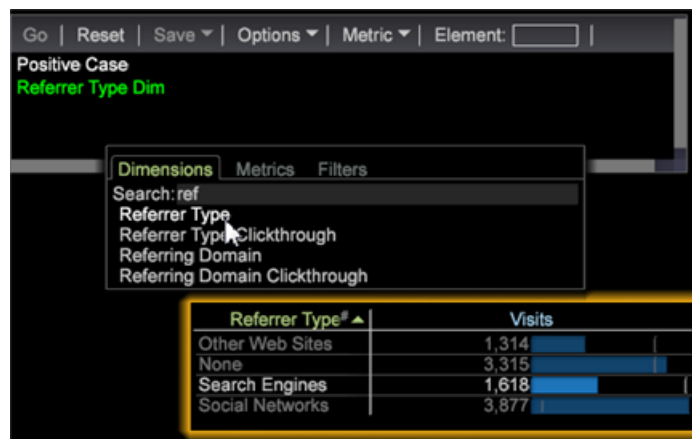 Go | Reset | Save ▼ | Options ▼ | Metric ▼ | Element: |
Positive Case
Referrer Type Dim
Dimensions Metrics Filters
Search: ref
Referrer Type
Referrer Type Clickthrough
Referring Domain
Referring Domain Clickthrough
Referrer Type# ▲ Visits
Other Web Sites 1,314
None 3,315
Search Engines 1,618
Social Networks 3,877